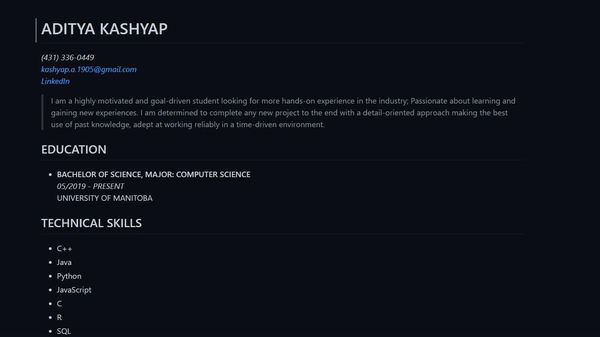 ADITYA KASHYAP
(431) 336-0449
kashyap.a.1905@gmail.com
LinkedIn
I am a highly motivated and goal-driven student looking for more hands-on experience in the industry; Passionate about learning and
gaining new experiences. I am determined to complete any new project to the end with a detail-oriented approach making the best
use of past knowledge, adept at working reliably in a time-driven environment.
EDUCATION
• BACHELOR OF SCIENCE, MAJOR: COMPUTER SCIENCE
05/2019 - PRESENT
UNIVERSITY OF MANITOBA
TECHNICAL SKILLS
• C++
• Java
• Python
• JavaScript
• C
• R
• SQL